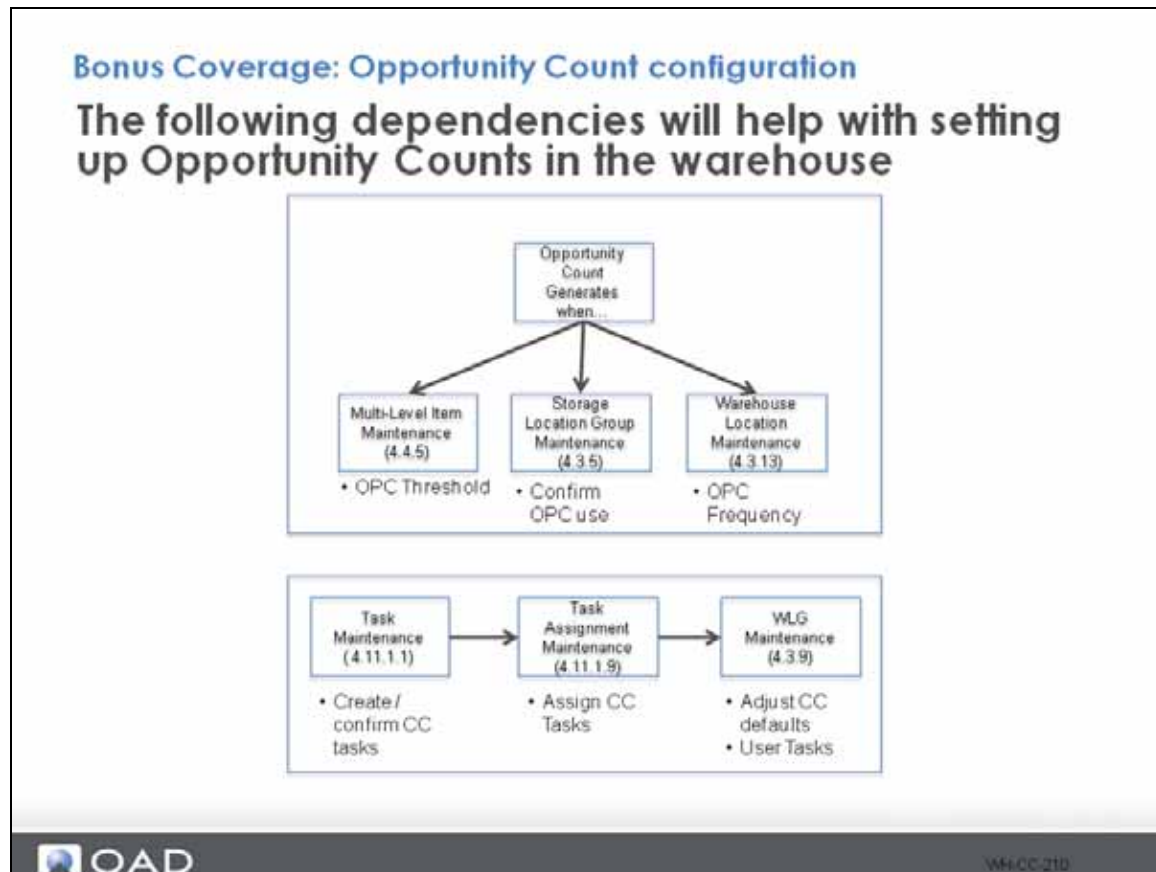 Bonus Coverage: Opportunity Count configuration
The following dependencies will help with setting
up Opportunity Counts in the warehouse
Opportunity
Count
Generates
when...
Multi-Level Item
Maintenance
(4.4.5)
• OPC Threshold
Storage
Location Group
Maintenance
(4.3.5)
• Confirm
OPC use
Warehouse
Location
Maintenance
(4.3.13)
• OPC
Frequency
Task
Maintenance
(4.11.1.1)
• Create /
confirm CC
tasks
Task
Assignment
Maintenance
(4.11.1.9)
• Assign CC
Tasks
WLG
Maintenance
(4.3.9)
• Adjust CC
defaults
• User Tasks
QAD
WH-CC-210